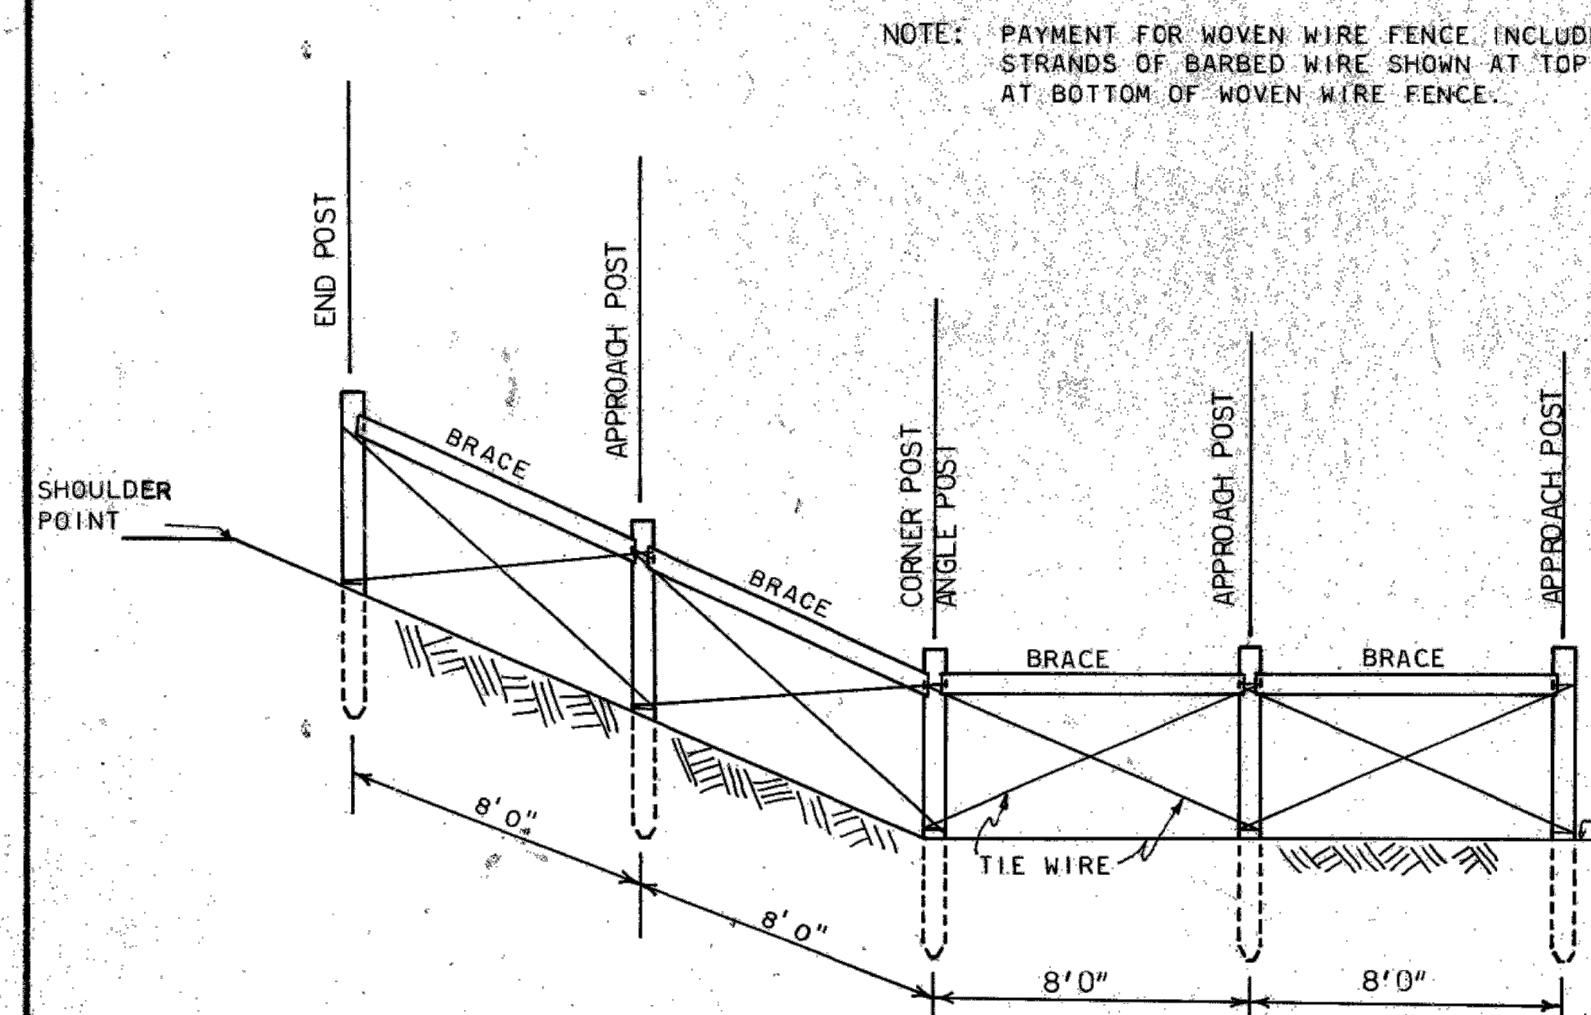 NOTE: PAYMENT FOR WOVEN WIRE FENCE
STRANDS OF BARBED WIRE SHOWN AT TOP
AT BOTTOM OF WOVEN WIRE FENCE.
END POST
APPROACH POST
CORNER POST
ANGLE POST
APPROACH POST
APPROACH POST
BRACE
SHOULDER
POINT
BRACE
BRACE
BRACE
TIE WIRE
8'0"
8'0"
8'0"
8'0"